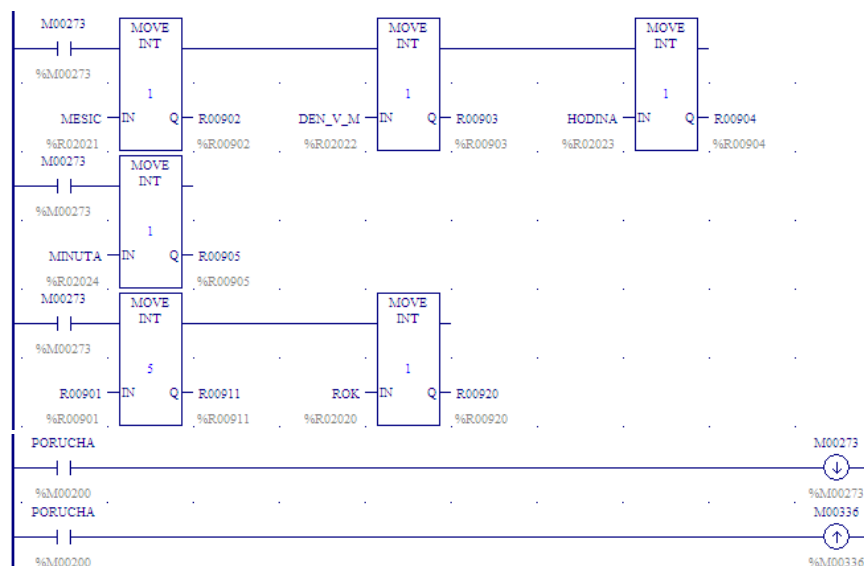 M00273 MOVE INT MOVE INT MOVE INT
%M00273 1 1 1
MESIC IN Q R00902 DEN_V_M IN Q R00903 HODINA IN Q R00904
%R02021 %R00902 %R02022 %R00903 %R02023 %R00904
M00273 MOVE INT
%M00273 1
MINUTA IN Q R00905
%R02024 %R00905
M00273 MOVE INT MOVE INT
%M00273 5 1
R00901 IN Q R00911 ROK IN Q R00920
%R00901 %R00911 %R02020 %R00920
PORUCHA M00273
%M00200 %M00273
PORUCHA M00336
%M00200 %M00336